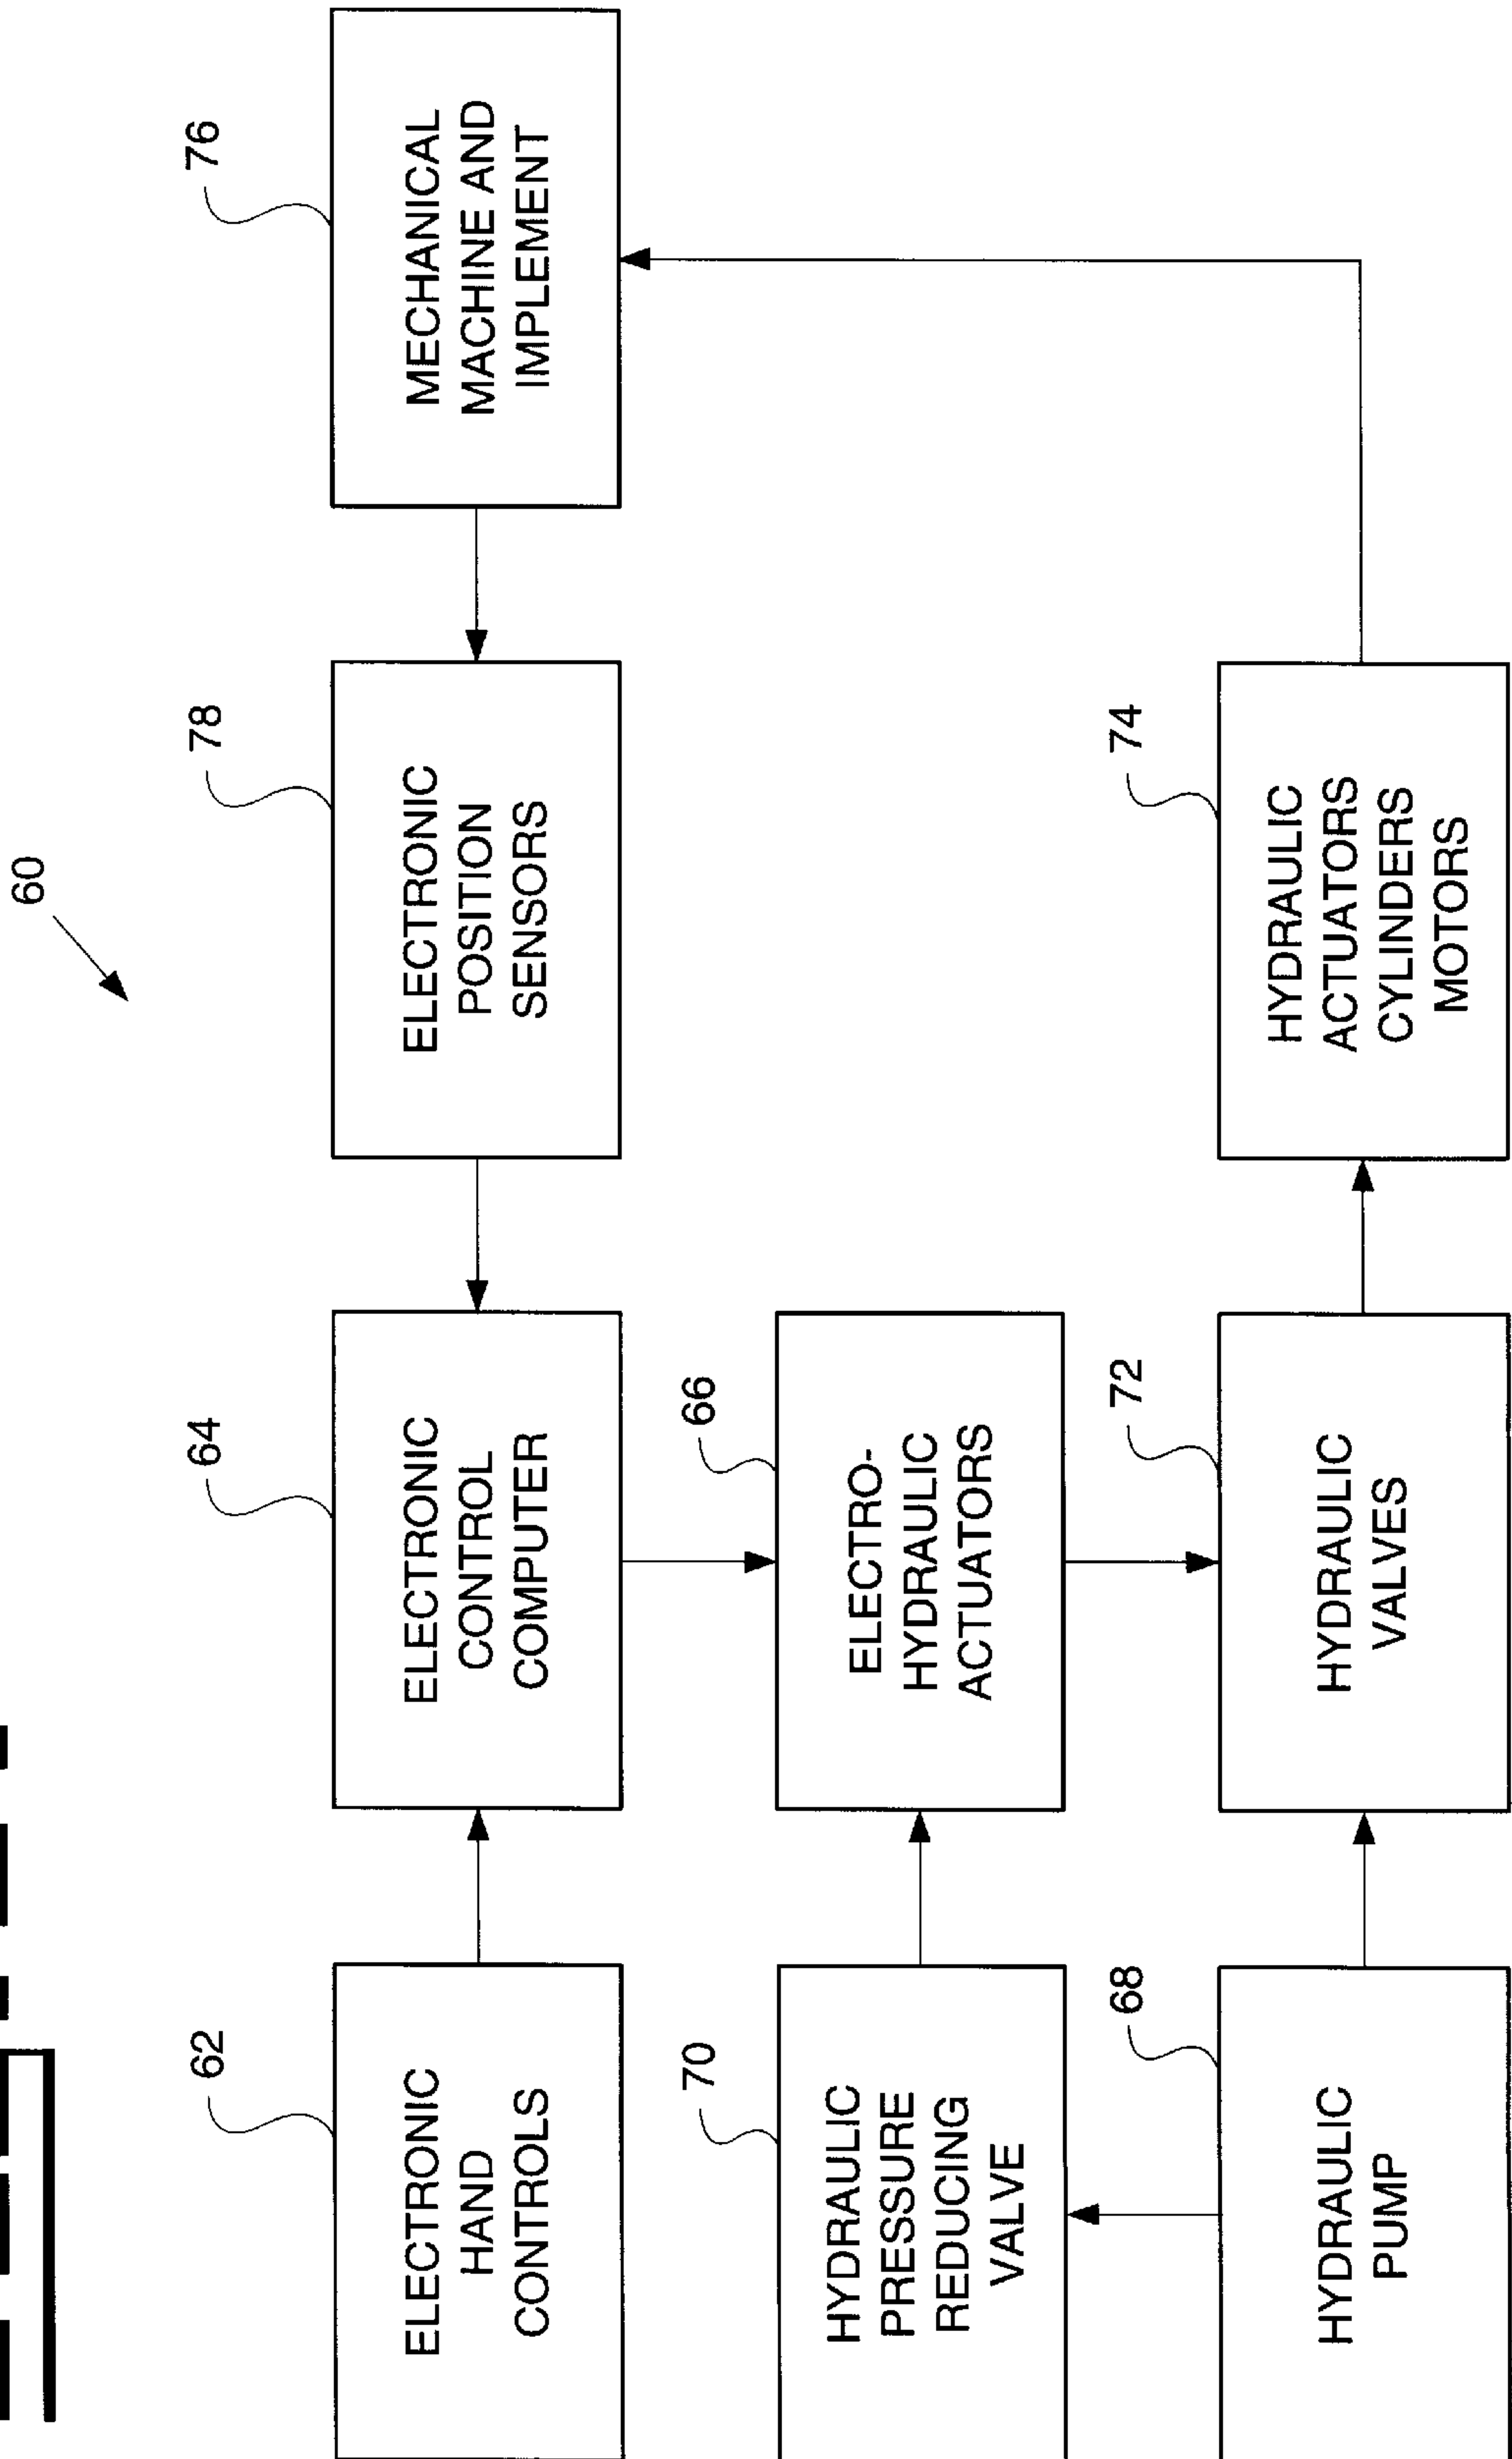 60
62
ELECTRONIC
HAND
CONTROLS
64
ELECTRONIC
CONTROL
COMPUTER
78
ELECTRONIC
POSITION
SENSORS
76
MECHANICAL
MACHINE AND
IMPLEMENT
70
HYDRAULIC
PRESSURE
REDUCING
VALVE
66
ELECTRO-
HYDRAULIC
ACTUATORS
68
HYDRAULIC
PUMP
72
HYDRAULIC
VALVES
74
HYDRAULIC
ACTUATORS
CYLINDERS
MOTORS